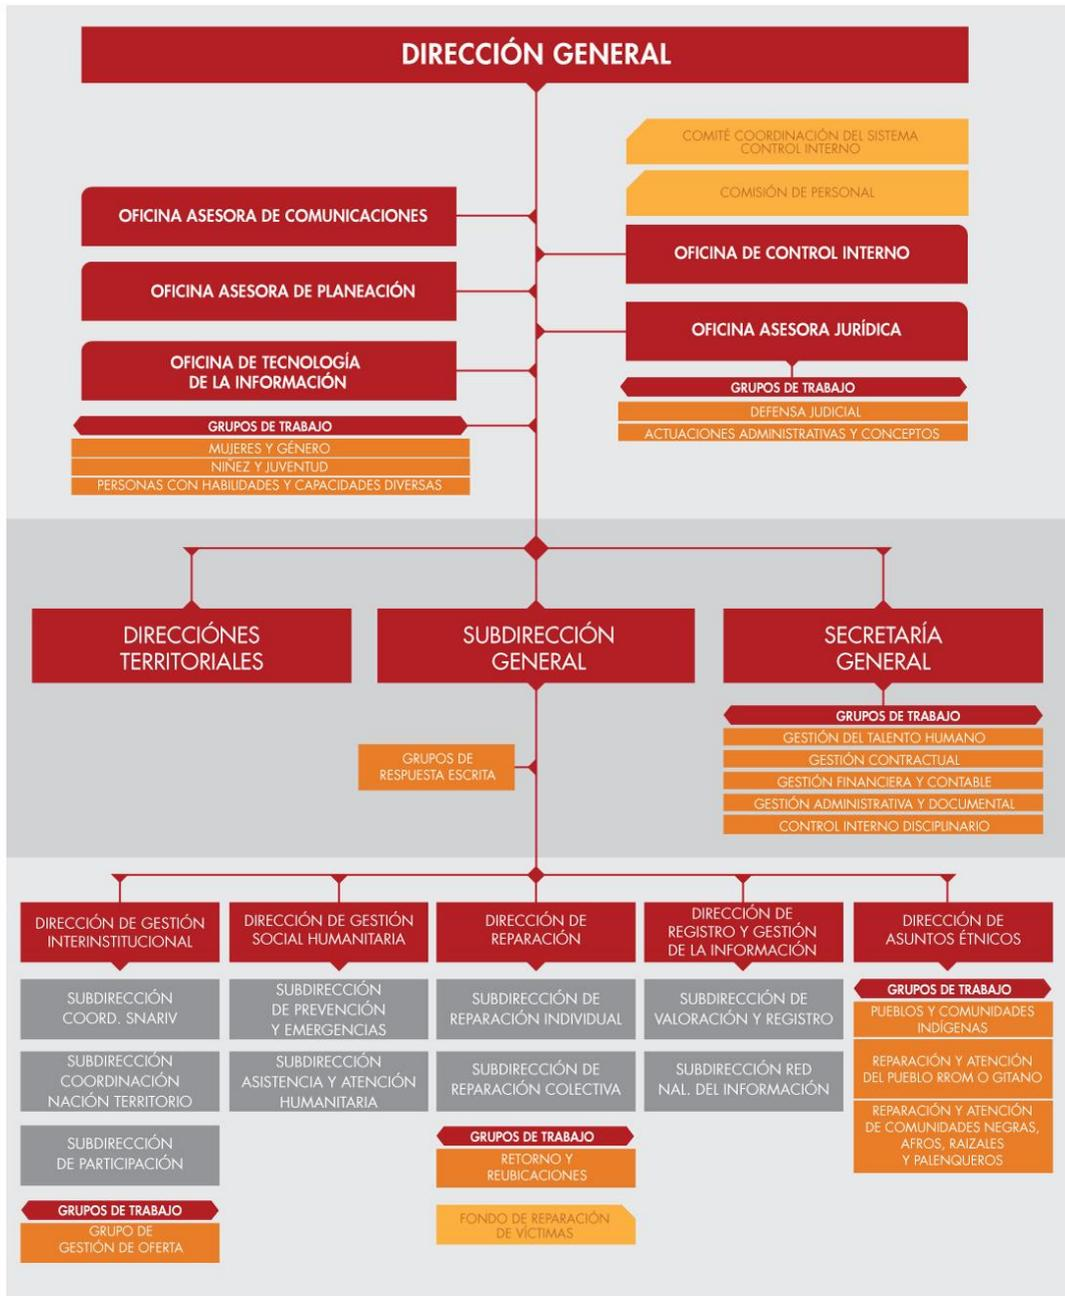 DIRECCIÓN GENERAL
COMITÉ COORDINACIÓN DEL SISTEMA
CONTROL INTERNO
COMISIÓN DE PERSONAL
OFICINA ASESORA DE COMUNICACIONES
OFICINA DE CONTROL INTERNO
OFICINA ASESORA DE PLANEACIÓN
OFICINA ASESORA JURÍDICA
OFICINA DE TECNOLOGÍA
DE LA INFORMACIÓN
GRUPOS DE TRABAJO
DEFENSA JUDICIAL
ACTUACIONES ADMINISTRATIVAS Y CONCEPTOS
GRUPOS DE TRABAJO
MUJERES Y GÉNERO
NIÑEZ Y JUVENTUD
PERSONAS CON HABILIDADES Y CAPACIDADES DIVERSAS
DIRECCIÓNES
TERRITORIALES
SUBDIRECCIÓN
GENERAL
SECRETARÍA
GENERAL
GRUPOS DE TRABAJO
GESTIÓN DEL TALENTO HUMANO
GESTIÓN CONTRACTUAL
GESTIÓN FINANCIERA Y CONTABLE
GESTIÓN ADMINISTRATIVA Y DOCUMENTAL
CONTROL INTERNO DISCIPLINARIO
GRUPOS DE
RESPUESTA ESCRITA
DIRECCIÓN DE GESTIÓN
INTERINSTITUCIONAL
SUBDIRECCIÓN
COORD. SNARIV
SUBDIRECCIÓN
COORDINACIÓN
NACIÓN TERRITORIO
SUBDIRECCIÓN
DE PARTICIPACIÓN
GRUPOS DE TRABAJO
GRUPO DE
GESTIÓN DE OFERTA
DIRECCIÓN DE GESTIÓN
SOCIAL HUMANITARIA
SUBDIRECCIÓN
DE PREVENCIÓN
Y EMERGENCIAS
SUBDIRECCIÓN
ASISTENCIA Y ATENCIÓN
HUMANITARIA
DIRECCIÓN DE
REPARACIÓN
SUBDIRECCIÓN DE
REPARACIÓN INDIVIDUAL
SUBDIRECCIÓN DE
REPARACIÓN COLECTIVA
GRUPOS DE TRABAJO
RETORNO Y
REUBICACIONES
FONDO DE REPARACIÓN
DE VÍCTIMAS
DIRECCIÓN DE
REGISTRO Y GESTIÓN
DE LA INFORMACIÓN
SUBDIRECCIÓN DE
VALORACIÓN Y REGISTRO
SUBDIRECCIÓN RED
NAL. DEL INFORMACIÓN
DIRECCIÓN DE
ASUNTOS ÉTNICOS
GRUPOS DE TRABAJO
PUEBLOS Y COMUNIDADES
INDÍGENAS
REPARACIÓN Y ATENCIÓN
DEL PUEBLO RROM O GITANO
REPARACIÓN Y ATENCIÓN
DE COMUNIDADES NEGRAS,
AFROS, RAIZALES
Y PALENQUEROS